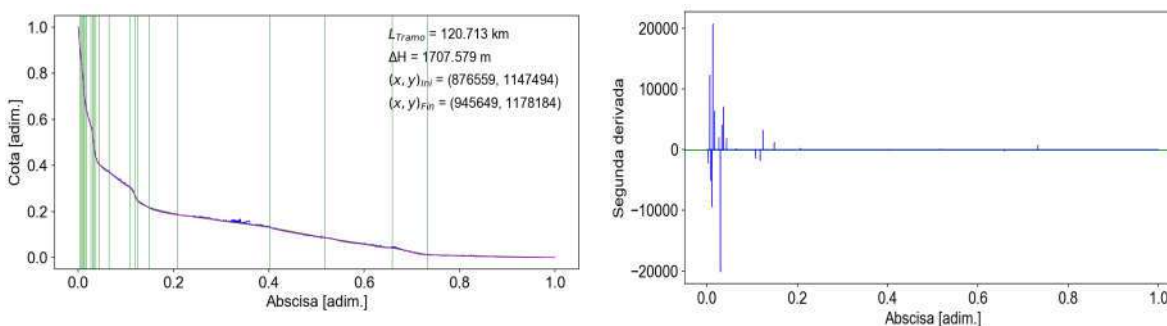 1.0
0.8
0.6
0.4
0.2
0.0
Cota [adim.]
L_Tramo = 120.713 km
ΔH = 1707.579 m
(x, y)_Ini = (876559, 1147494)
(x, y)_Fin = (945649, 1178184)
0.0 0.2 0.4 0.6 0.8 1.0
Abscisa [adim.]
20000
10000
0
−10000
−20000
Segunda derivada
0.0 0.2 0.4 0.6 0.8 1.0
Abscisa [adim.]